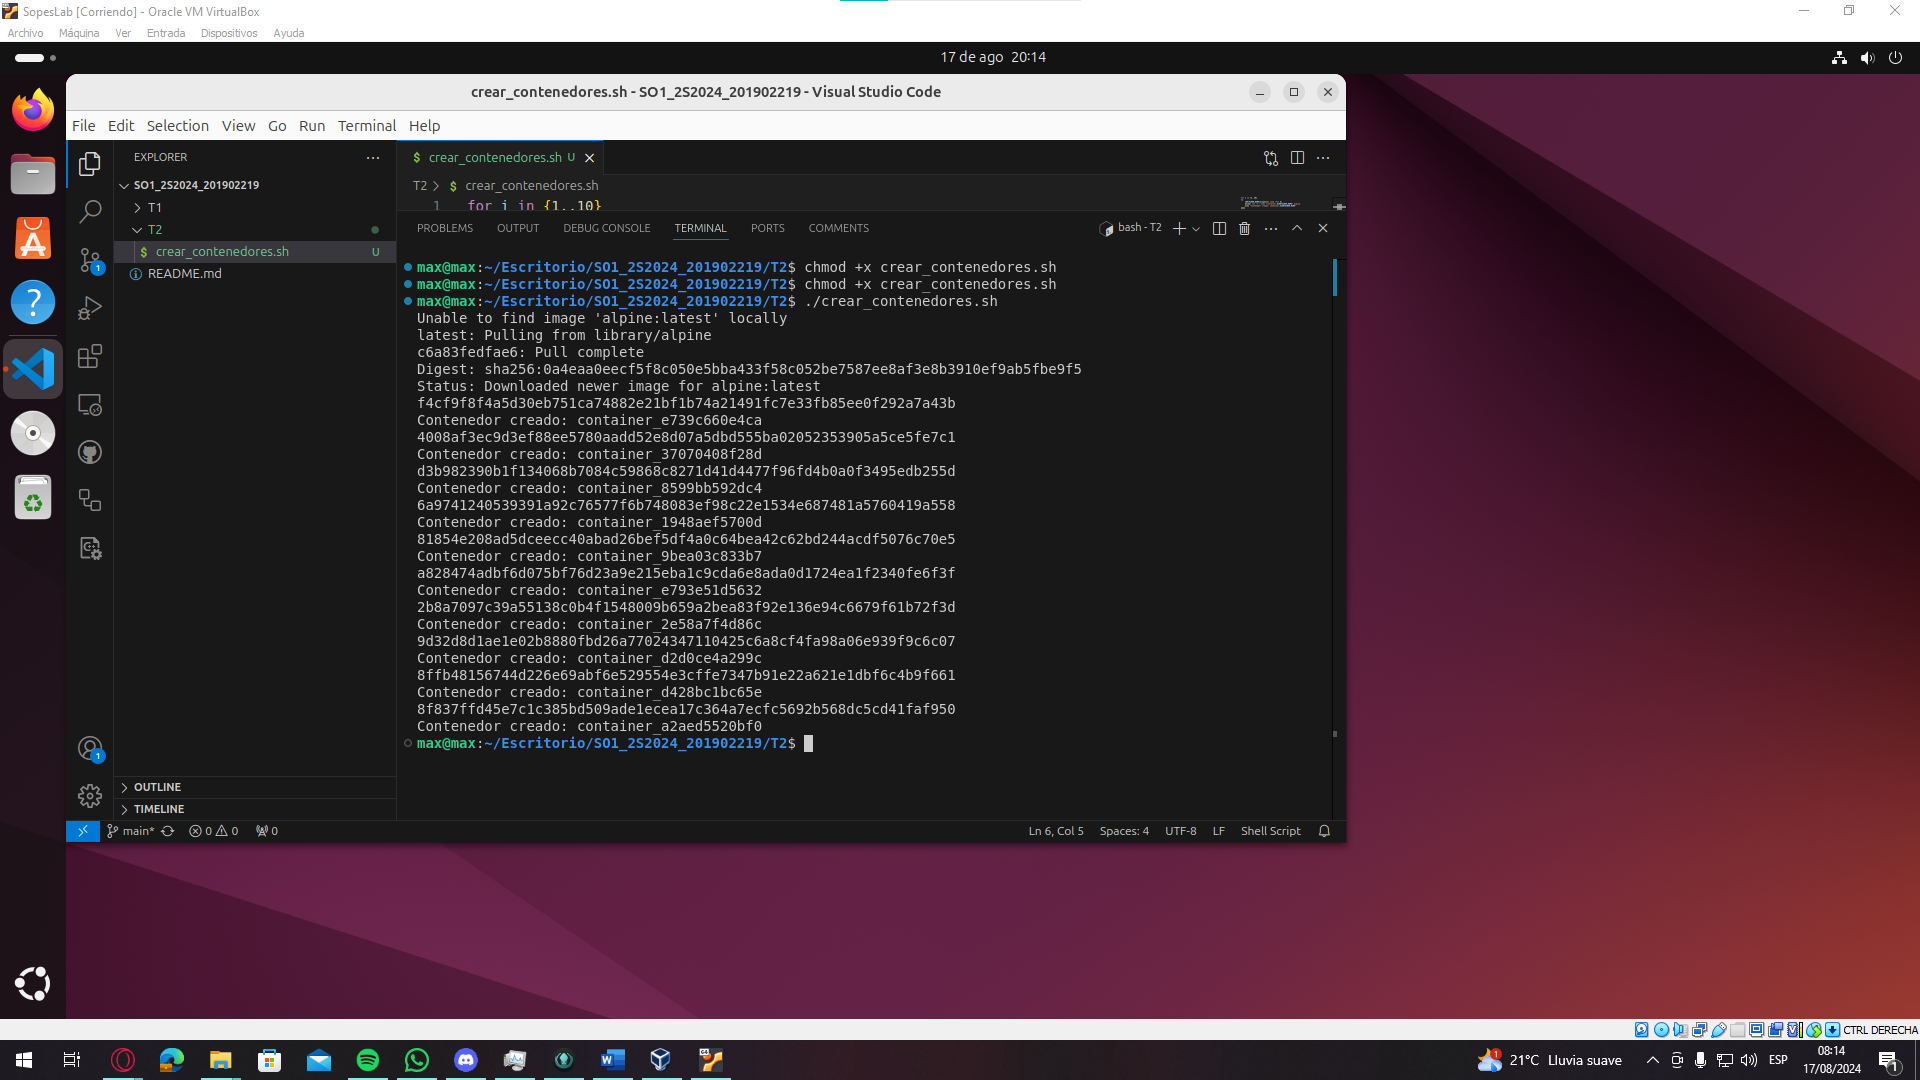 SopesLab [Corriendo] - Oracle VM VirtualBox
Archivo Máquina Ver Entrada Dispositivos Ayuda
17 de ago 20:14
crear_contenedores.sh - SO1_2S2024_201902219 - Visual Studio Code
File Edit Selection View Go Run Terminal Help
EXPLORER
SO1_2S2024_201902219
T1
T2
$ crear_contenedores.sh U
README.md
OUTLINE
TIMELINE
$ crear_contenedores.sh U
T2 > $ crear_contenedores.sh
1 for i in {1..10}
PROBLEMS OUTPUT DEBUG CONSOLE TERMINAL PORTS COMMENTS
bash - T2
max@max:~/Escritorio/SO1_2S2024_201902219/T2$ chmod +x crear_contenedores.sh
max@max:~/Escritorio/SO1_2S2024_201902219/T2$ chmod +x crear_contenedores.sh
max@max:~/Escritorio/SO1_2S2024_201902219/T2$ ./crear_contenedores.sh
Unable to find image 'alpine:latest' locally
latest: Pulling from library/alpine
c6a83fedfae6: Pull complete
Digest: sha256:0a4eaa0eecf5f8c050e5bba433f58c052be7587ee8af3e8b3910ef9ab5fbe9f5
Status: Downloaded newer image for alpine:latest
f4cf9f8f4a5d30eb751ca74882e21bf1b74a21491fc7e33fb85ee0f292a7a43b
Contenedor creado: container_e739c660e4ca
4008af3ec9d3ef88ee5780aadd52e8d07a5dbd555ba02052353905a5ce5fe7c1
Contenedor creado: container_37070408f28d
d3b982390b1f134068b7084c59868c8271d41d4477f96fd4b0a0f3495edb255d
Contenedor creado: container_8599bb592dc4
6a9741240539391a92c76577f6b748083ef98c22e1534e687481a5760419a558
Contenedor creado: container_1948aef5700d
81854e208ad5dceecc40abad26bef5df4a0c64bea42c62bd244acdf5076c70e5
Contenedor creado: container_9bea03c833b7
a828474adbf6d075bf76d23a9e215eba1c9cda6e8ada0d1724ea1f2340fe6f3f
Contenedor creado: container_e793e51d5632
2b8a7097c39a55138c0b4f1548009b659a2bea83f92e136e94c6679f61b72f3d
Contenedor creado: container_2e58a7f4d86c
9d32d8d1ae1e02b8880fbd26a77024347110425c6a8cf4fa98a06e939f9c6c07
Contenedor creado: container_d2d0ce4a299c
8ffb48156744d226e69abf6e529554e3cffe7347b91e22a621e1dbf6c4b9f661
Contenedor creado: container_d428bc1bc65e
8f837ffd45e7c1c385bd509ade1ecea17c364a7ecfc5692b568dc5cd41faf950
Contenedor creado: container_a2aed5520bf0
max@max:~/Escritorio/SO1_2S2024_201902219/T2$
main* 0 0 0 Ln 6, Col 5 Spaces: 4 UTF-8 LF Shell Script
CTRL DERECHA
21°C Lluvia suave ESP 08:14
17/08/2024